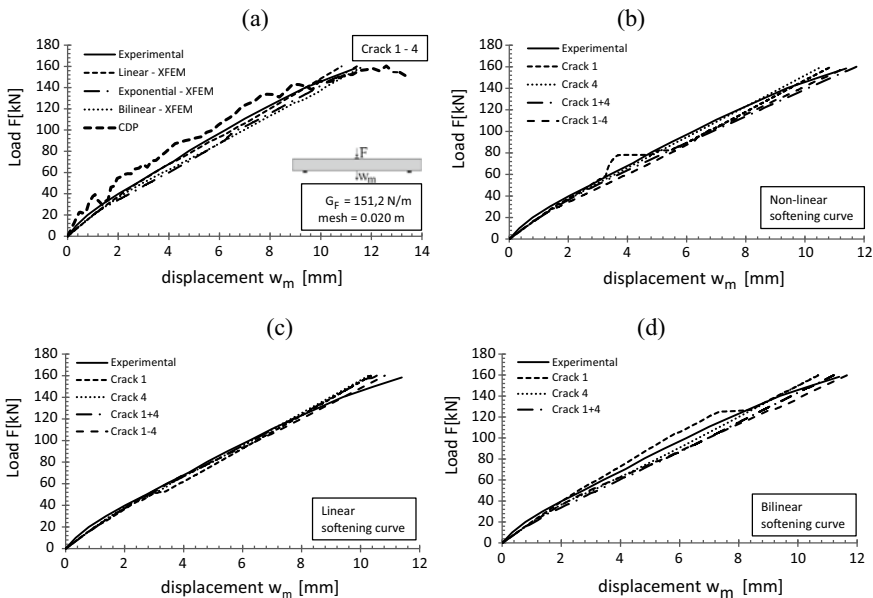 (a)
Load F[kN]
180
160
140
120
100
80
60
40
20
0
0 2 4 6 8 10 12 14
displacement wm [mm]
Experimental
Linear - XFEM
Exponential - XFEM
Bilinear - XFEM
CDP
Crack 1 - 4
F
wm
GF = 151,2 N/m
mesh = 0.020 m
(b)
Load F[kN]
180
160
140
120
100
80
60
40
20
0
0 2 4 6 8 10 12
displacement wm [mm]
Experimental
Crack 1
Crack 4
Crack 1+4
Crack 1-4
Non-linear
softening curve
(c)
Load F[kN]
180
160
140
120
100
80
60
40
20
0
0 2 4 6 8 10 12
displacement wm [mm]
Experimental
Crack 1
Crack 4
Crack 1+4
Crack 1-4
Linear
softening curve
(d)
Load F[kN]
180
160
140
120
100
80
60
40
20
0
0 2 4 6 8 10 12
displacement wm [mm]
Experimental
Crack 1
Crack 4
Crack 1+4
Bilinear
softening curve